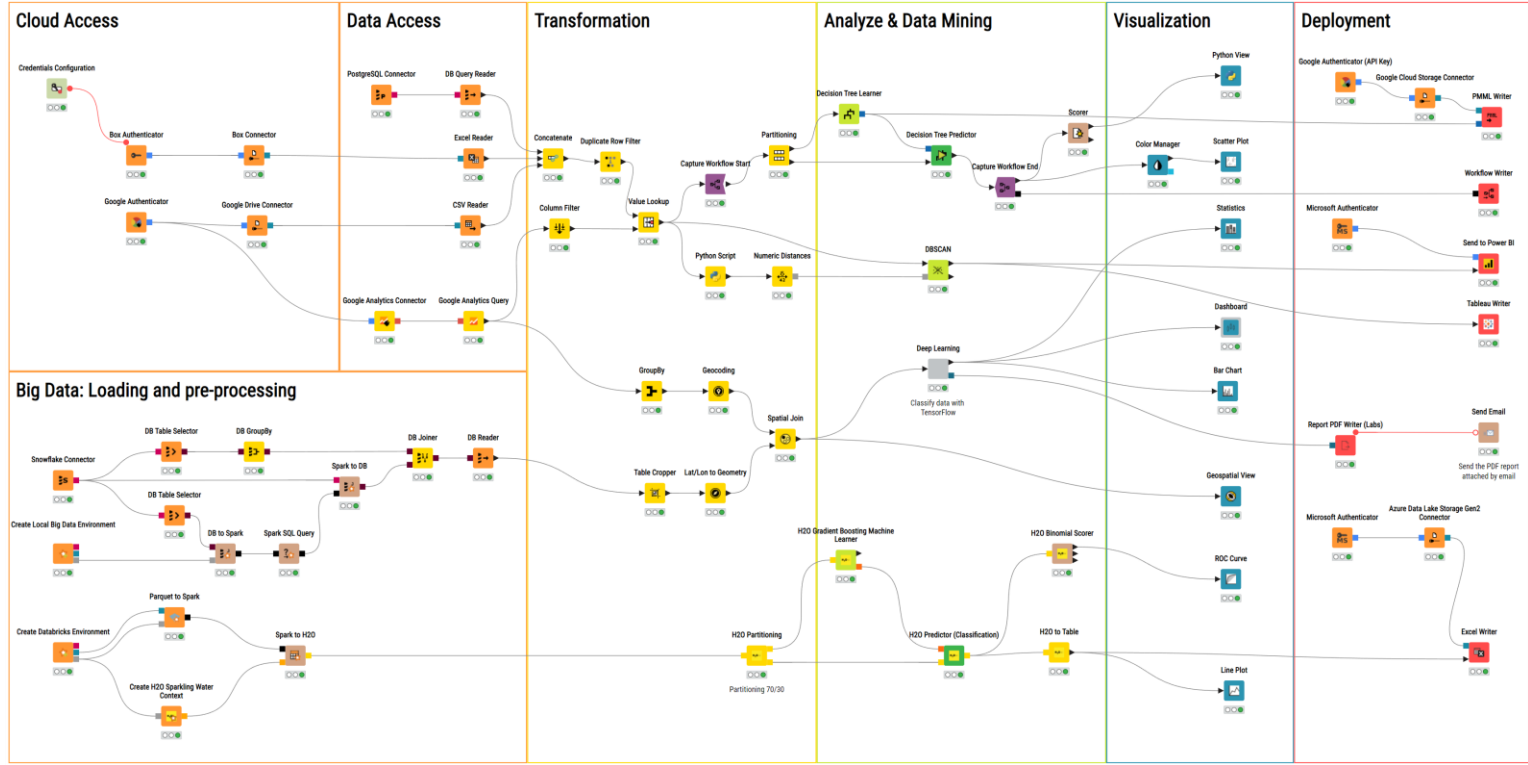 Cloud Access
Data Access
Transformation
Analyze & Data Mining
Visualization
Deployment
Credentials Configuration
Box Authenticator
Box Connector
Google Authenticator
Google Drive Connector
PostgreSQL Connector
DB Query Reader
Excel Reader
CSV Reader
Google Analytics Connector
Google Analytics Query
Concatenate
Duplicate Row Filter
Column Filter
Value Lookup
Capture Workflow Start
Partitioning
Python Script
Numeric Distances
GroupBy
Geocoding
Spatial Join
Table Cropper
Lat/Lon to Geometry
H2O Partitioning
Partitioning 70/30
Decision Tree Learner
Decision Tree Predictor
Capture Workflow End
Scorer
DBSCAN
Deep Learning
Classify data with
TensorFlow
H2O Gradient Boosting Machine
Learner
H2O Binomial Scorer
H2O Predictor (Classification)
H2O to Table
Python View
Color Manager
Scatter Plot
Statistics
Dashboard
Bar Chart
Geospatial View
ROC Curve
Line Plot
Google Authenticator (API Key)
Google Cloud Storage Connector
PMML Writer
Workflow Writer
Microsoft Authenticator
MS
Send to Power BI
Tableau Writer
Report PDF Writer (Labs)
Send Email
Send the PDF report
attached by email
Microsoft Authenticator
MS
Azure Data Lake Storage Gen2
Connector
Excel Writer
Big Data: Loading and pre-processing
Snowflake Connector
DB Table Selector
DB GroupBy
DB Joiner
DB Reader
Spark to DB
DB Table Selector
DB to Spark
Spark SQL Query
Create Local Big Data Environment
Parquet to Spark
Create Databricks Environment
Spark to H2O
Create H2O Sparkling Water
Context